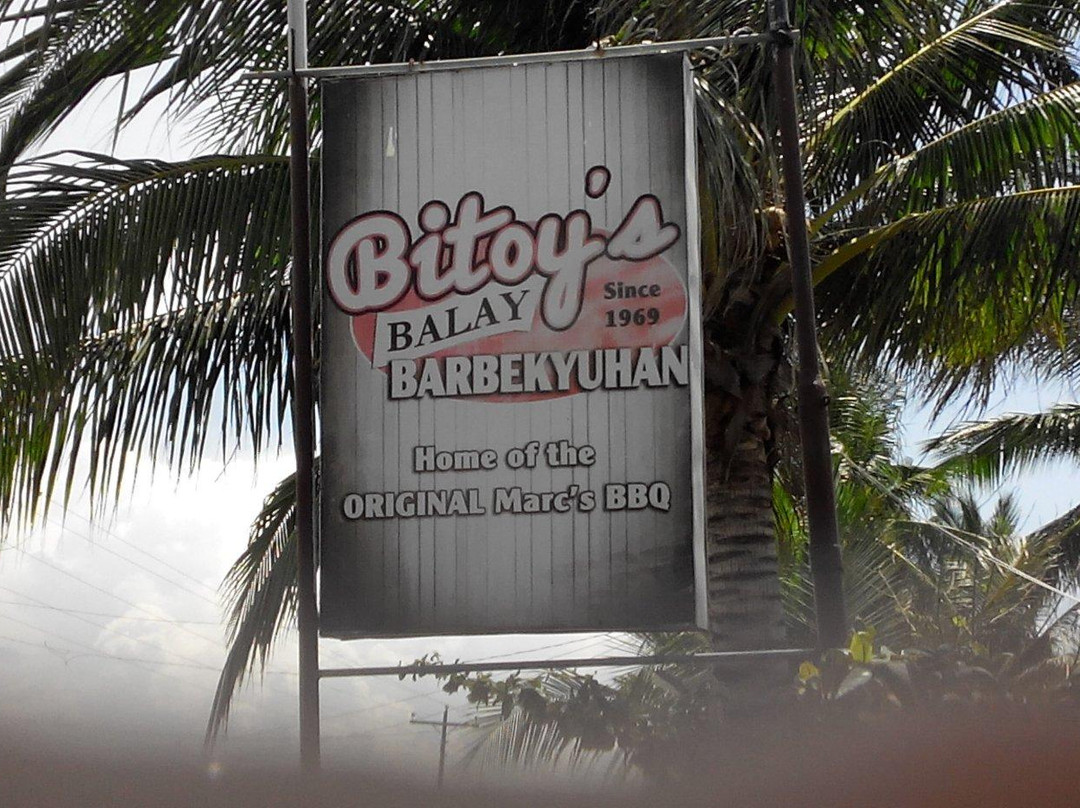 Bitoy's
BALAY
Since
1969
BARBEKYUHAN
Home of the
ORIGINAL Marc's BBQ